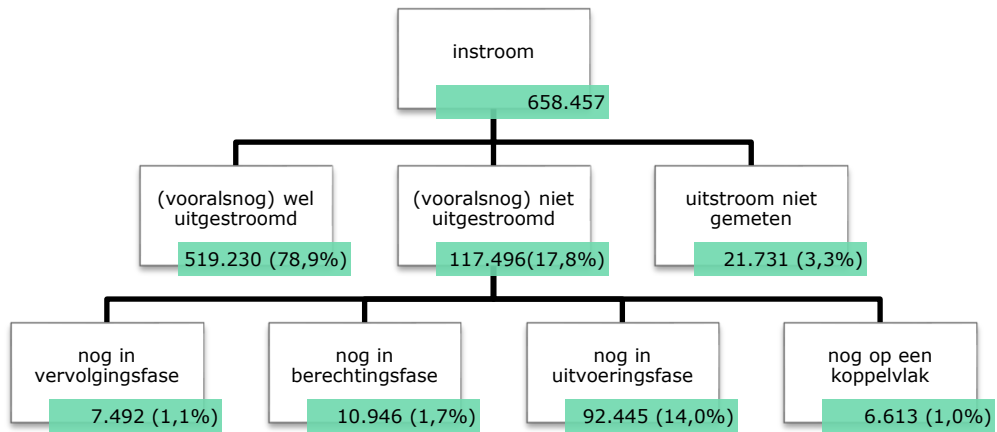 instroom
658.457
(vooralsnog) wel
uitgestroomd
519.230 (78,9%)
(vooralsnog) niet
uitgestroomd
117.496(17,8%)
uitstroom niet
gemeten
21.731 (3,3%)
nog in
vervolgingsfase
7.492 (1,1%)
nog in
berechtingsfase
10.946 (1,7%)
nog in
uitvoeringsfase
92.445 (14,0%)
nog op een
koppelvlak
6.613 (1,0%)